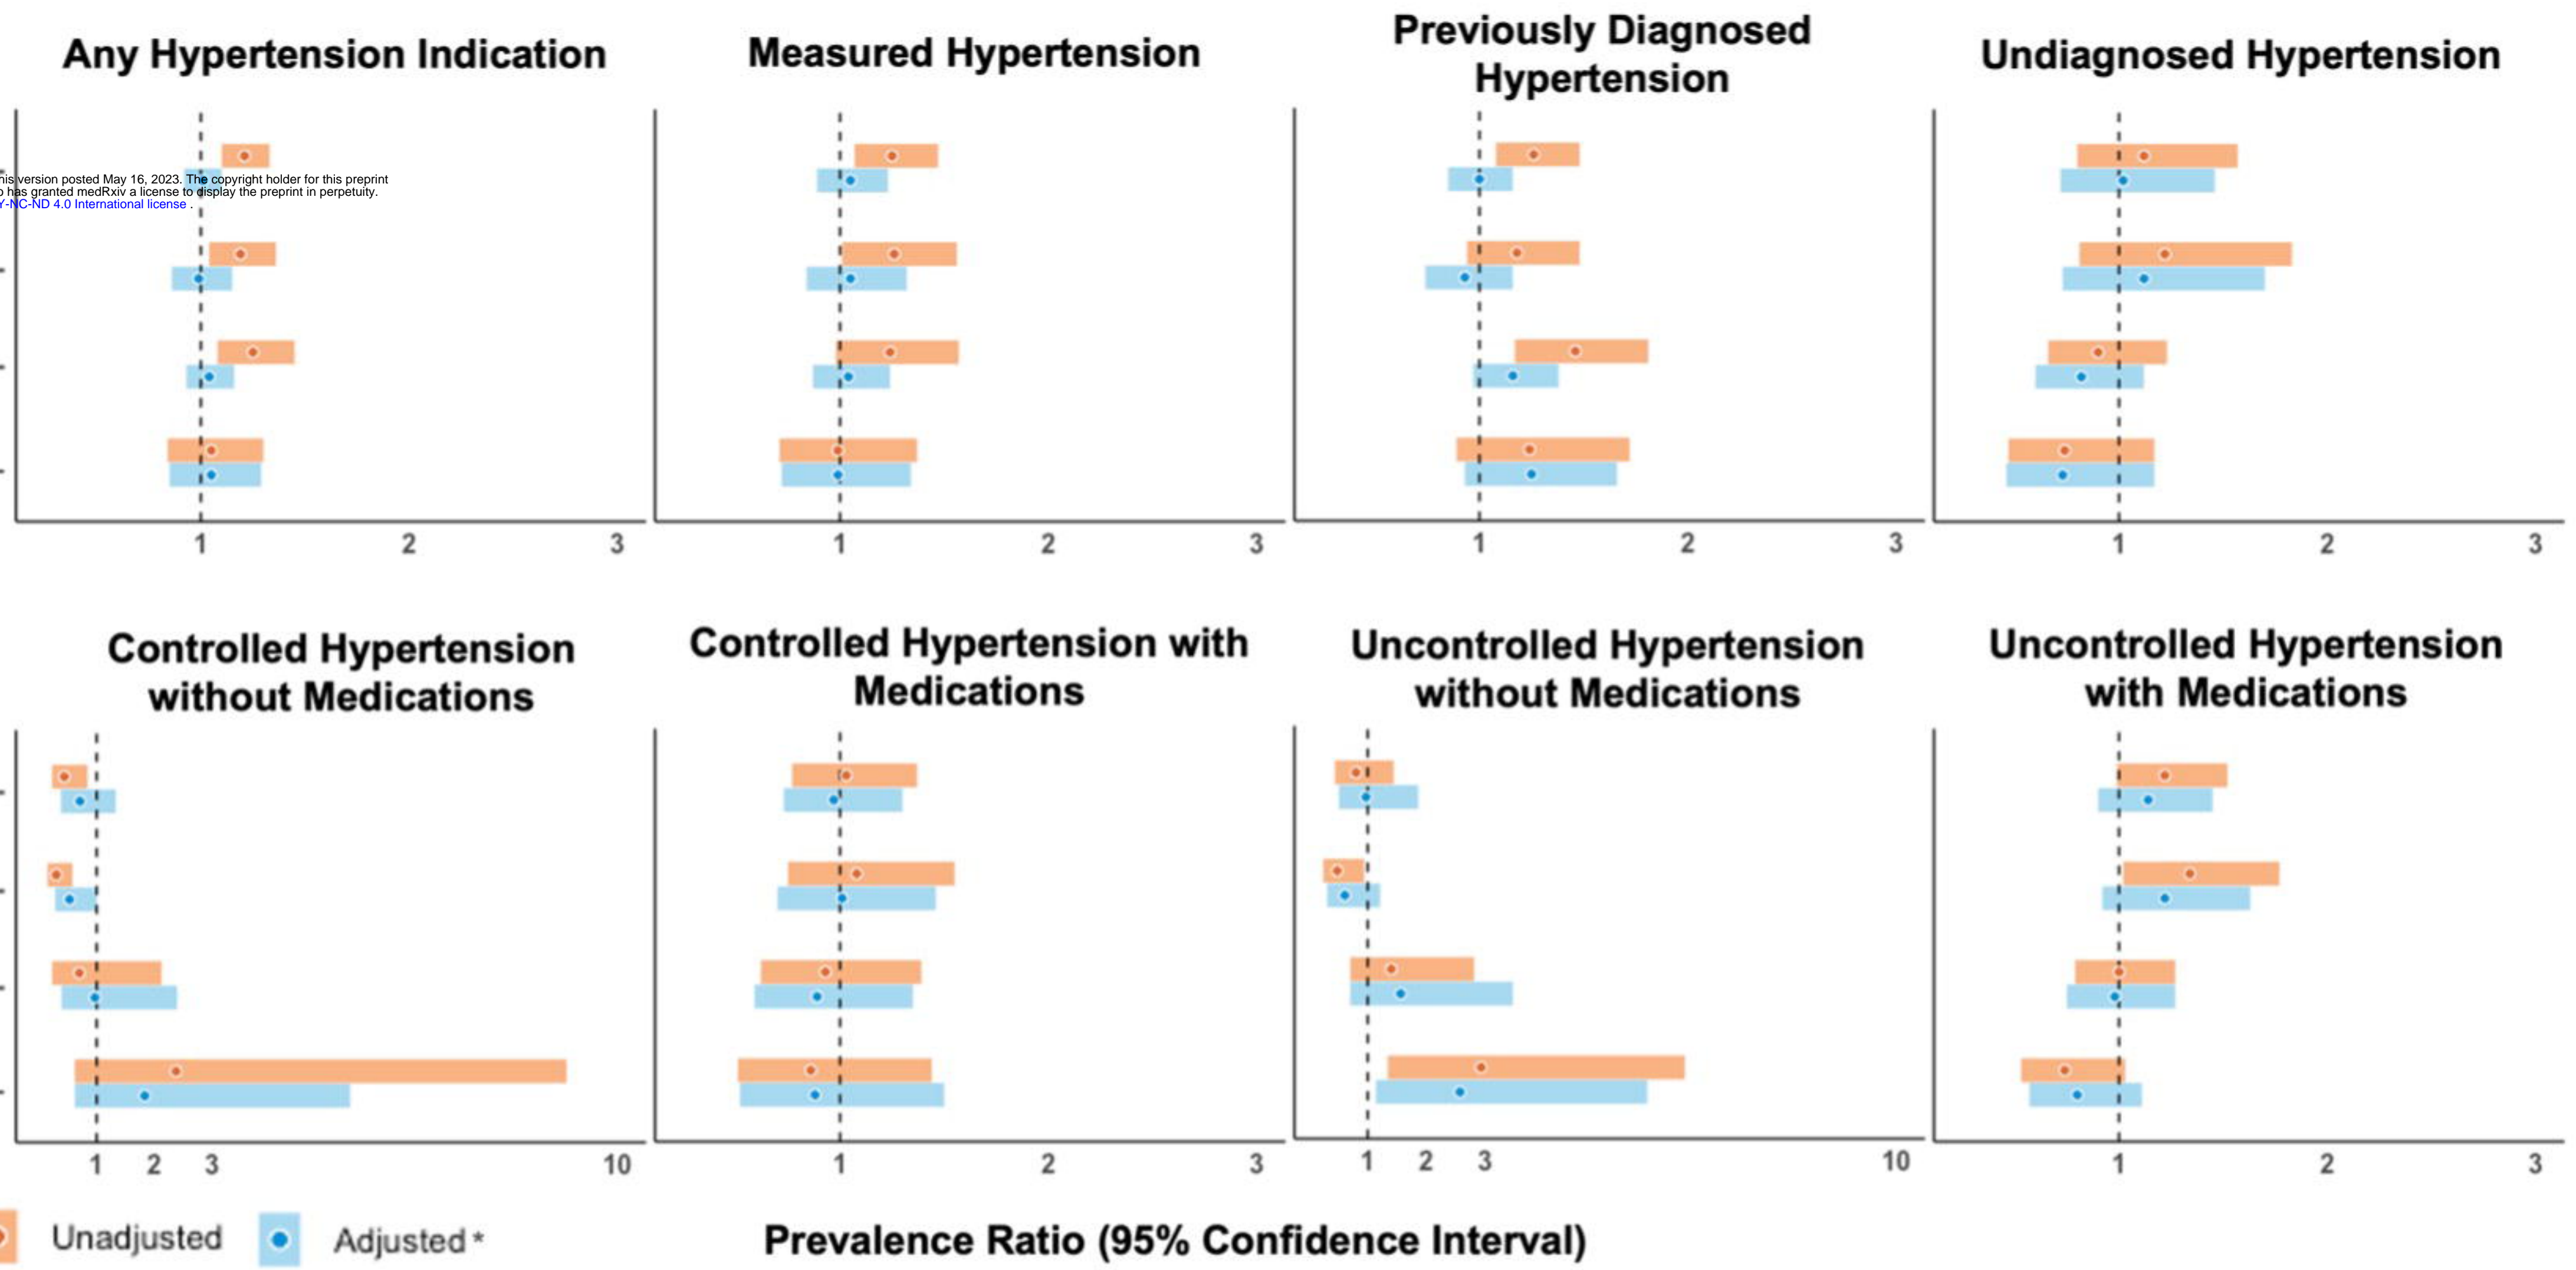 Any Hypertension Indication
Measured Hypertension
Previously Diagnosed
Hypertension
Undiagnosed Hypertension
his version posted May 16, 2023. The copyright holder for this preprint
has granted medRxiv a license to display the preprint in perpetuity.
Y-NC-ND 4.0 International license .
1 2 3
1 2 3
1 2 3
1 2 3
Controlled Hypertension
without Medications
Controlled Hypertension with
Medications
Uncontrolled Hypertension
without Medications
Uncontrolled Hypertension
with Medications
1 2 3 10
1 2 3
1 2 3 10
1 2 3
Unadjusted
Adjusted *
Prevalence Ratio (95% Confidence Interval)